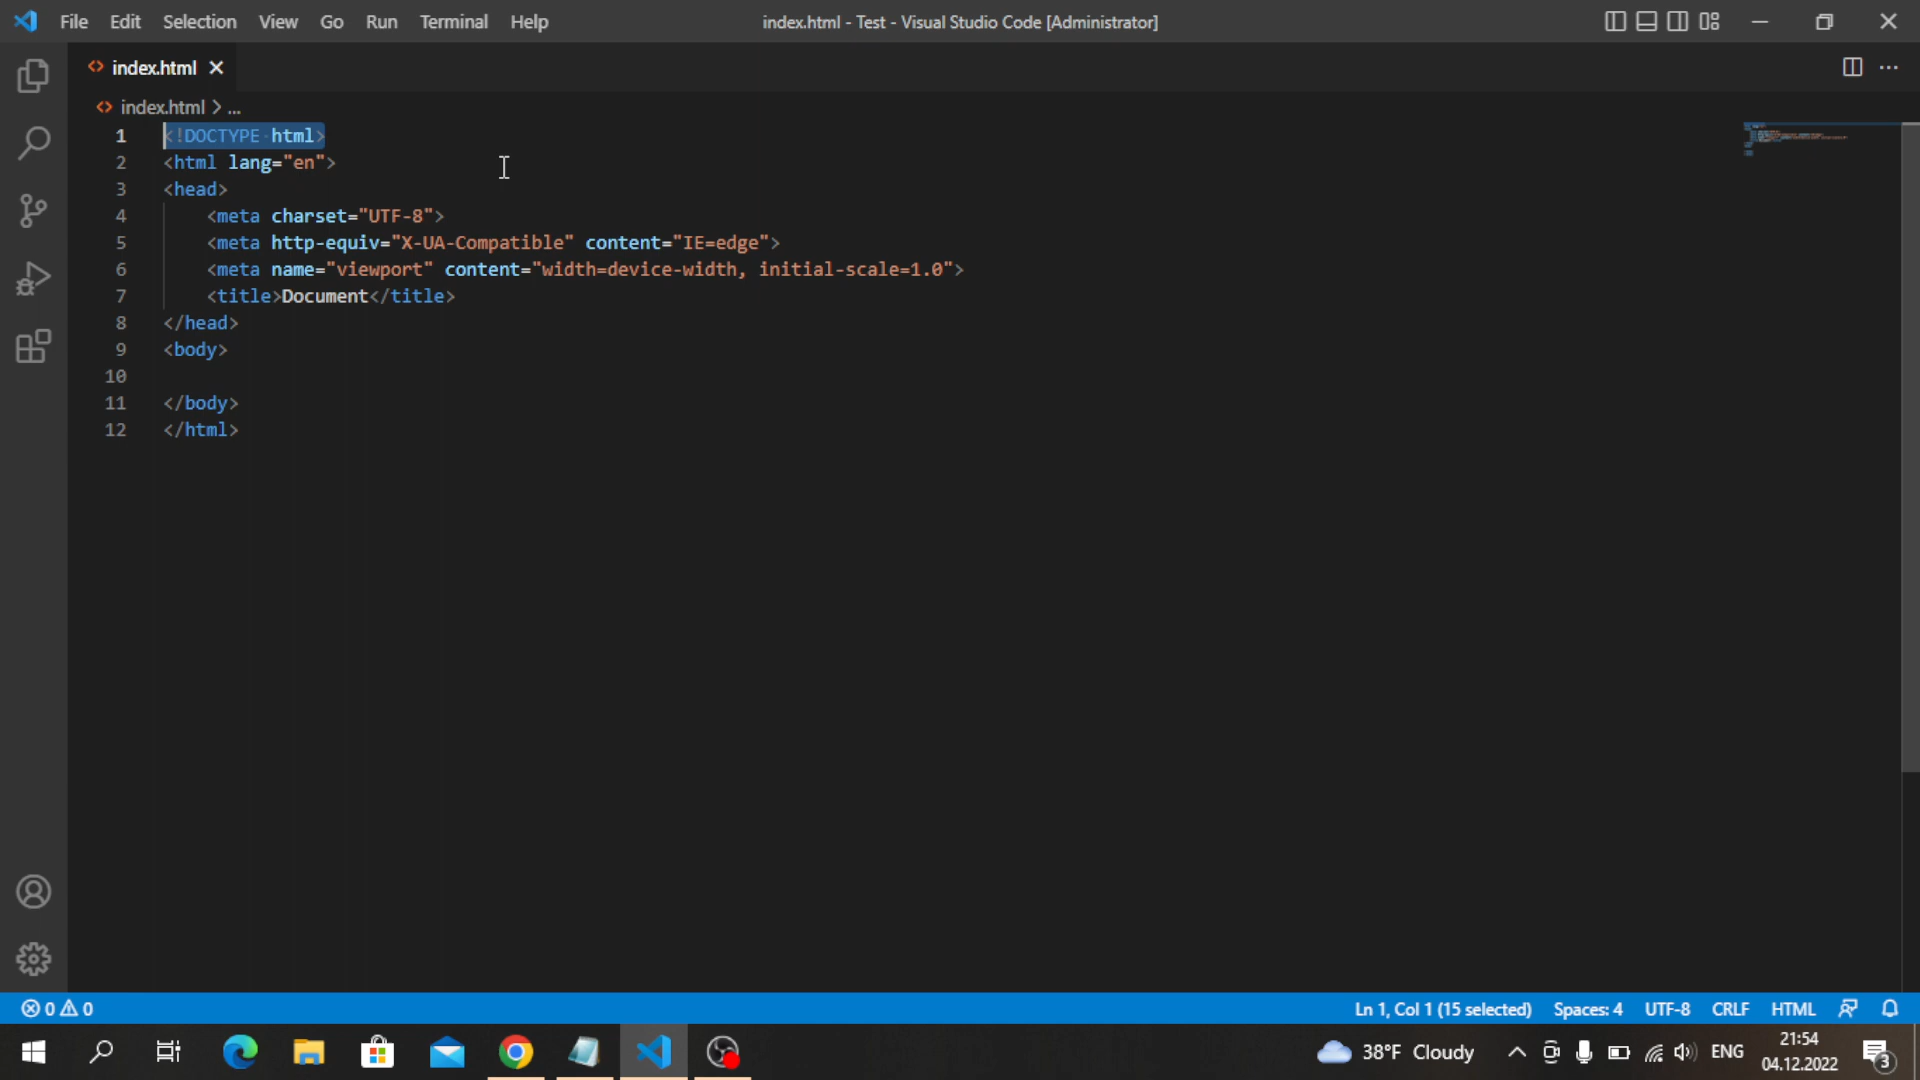 File Edit Selection View Go Run Terminal Help index.html - Test - Visual Studio Code [Administrator]
index.html
index.html > ...
1 <!DOCTYPE html>
2 <html lang="en">
3 <head>
4 <meta charset="UTF-8">
5 <meta http-equiv="X-UA-Compatible" content="IE=edge">
6 <meta name="viewport" content="width=device-width, initial-scale=1.0">
7 <title>Document</title>
8 </head>
9 <body>
10
11 </body>
12 </html>
0 0 Ln 1, Col 1 (15 selected) Spaces: 4 UTF-8 CRLF HTML
38°F Cloudy ENG 21:54
04.12.2022 3